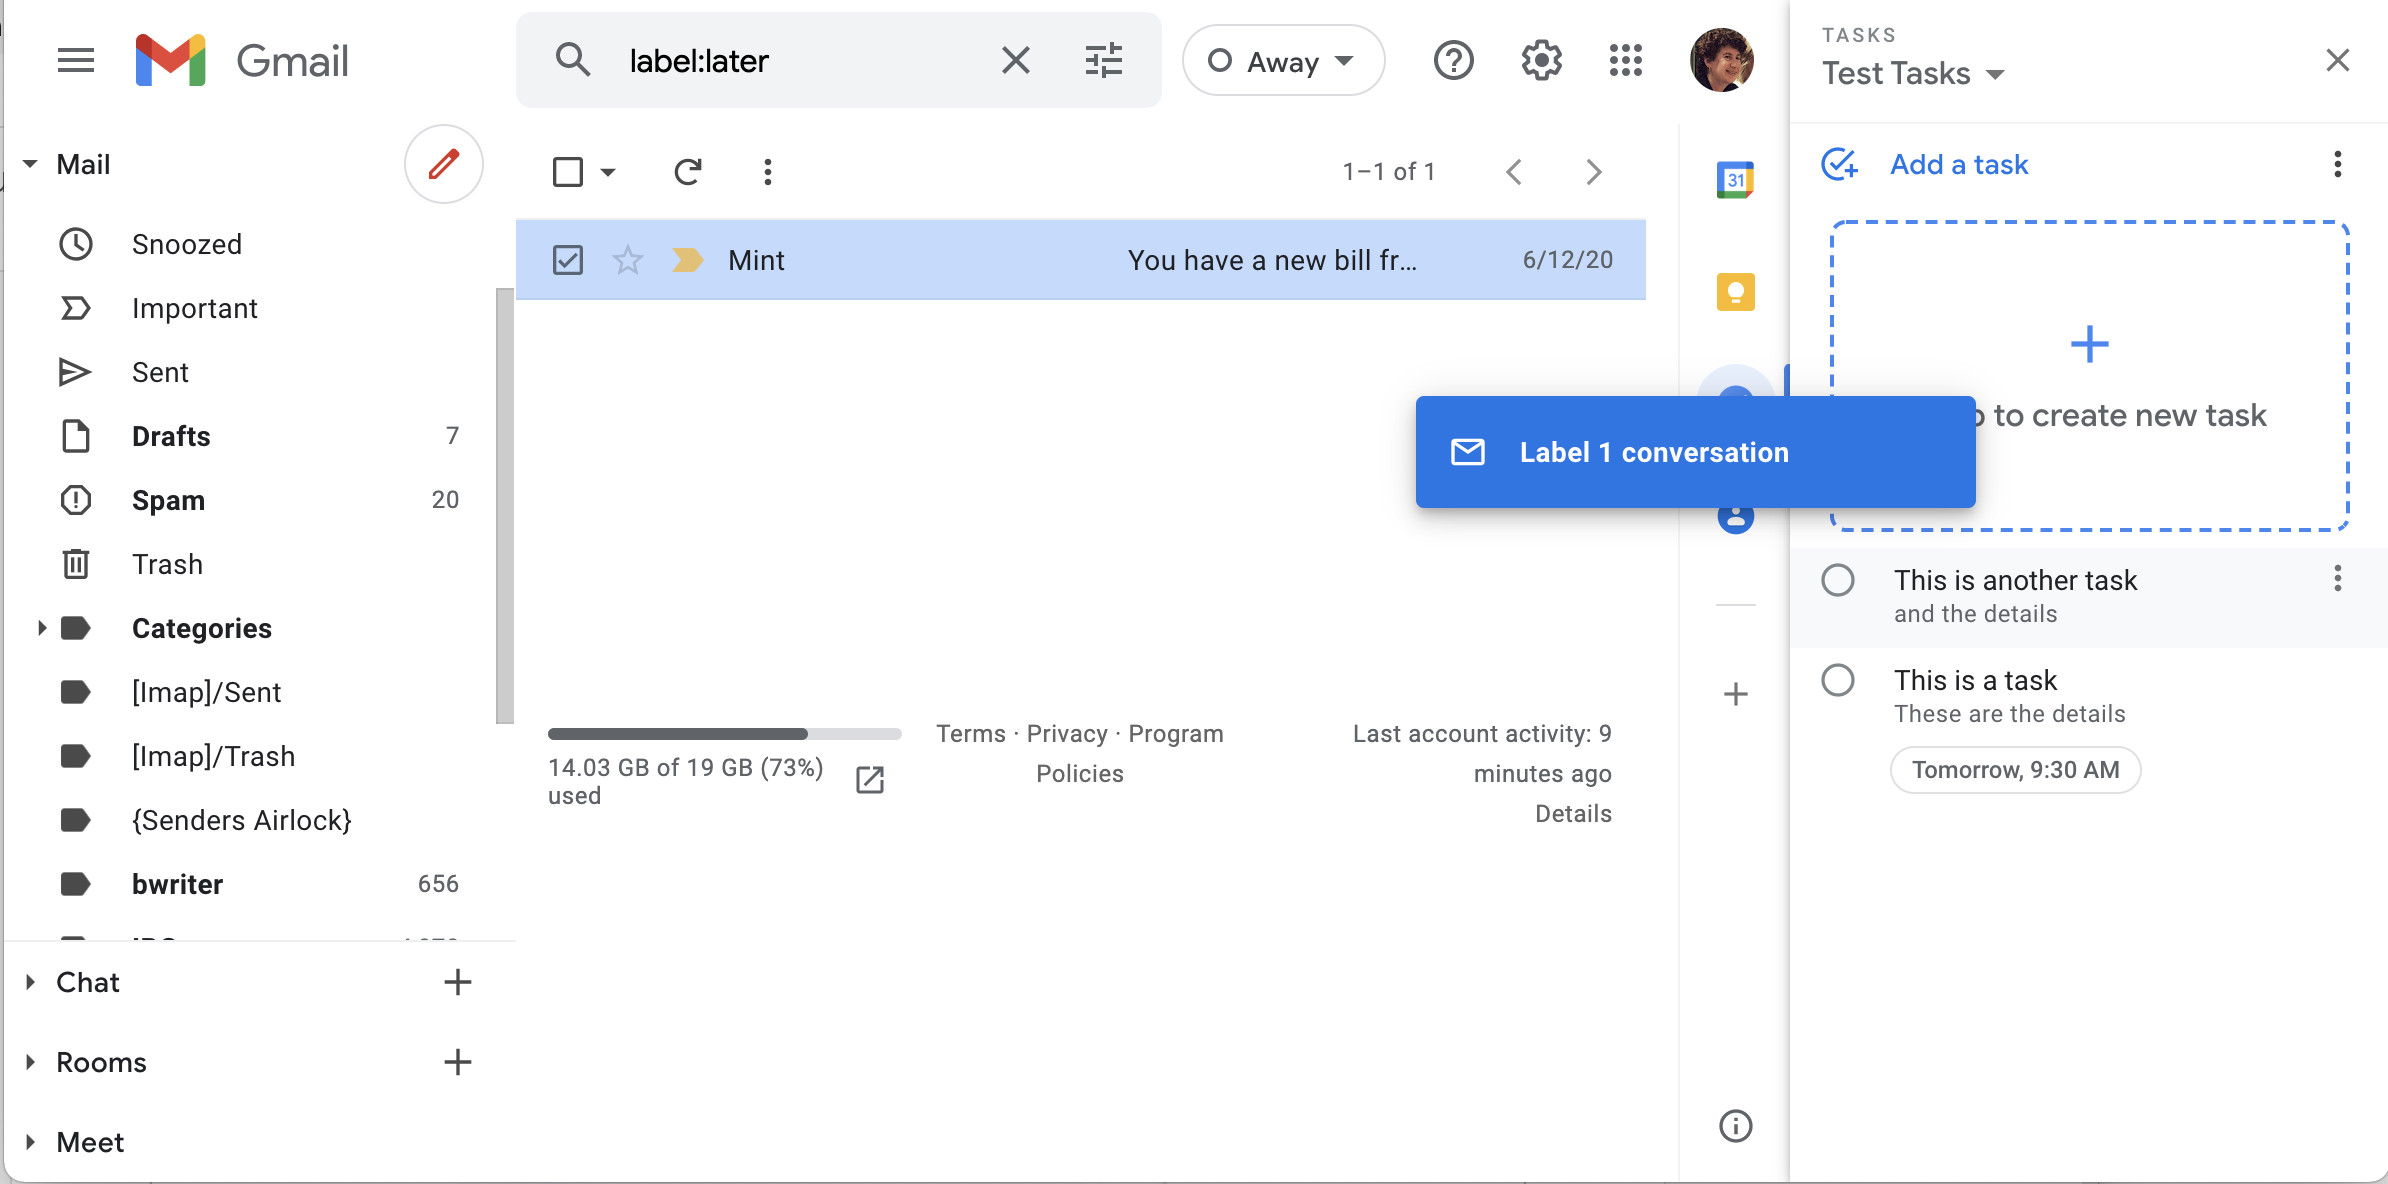 Gmail
label:later
Away
TASKS
Test Tasks
Mail
Snoozed
Important
Sent
Drafts 7
Spam 20
Trash
Categories
[Imap]/Sent
[Imap]/Trash
{Senders Airlock}
bwriter 656
Chat
Rooms
Meet
1–1 of 1
Mint You have a new bill fr... 6/12/20
14.03 GB of 19 GB (73%)
used
Terms · Privacy · Program
Policies
Last account activity: 9
minutes ago
Details
31
Label 1 conversation
Add a task
to create new task
This is another task
and the details
This is a task
These are the details
Tomorrow, 9:30 AM